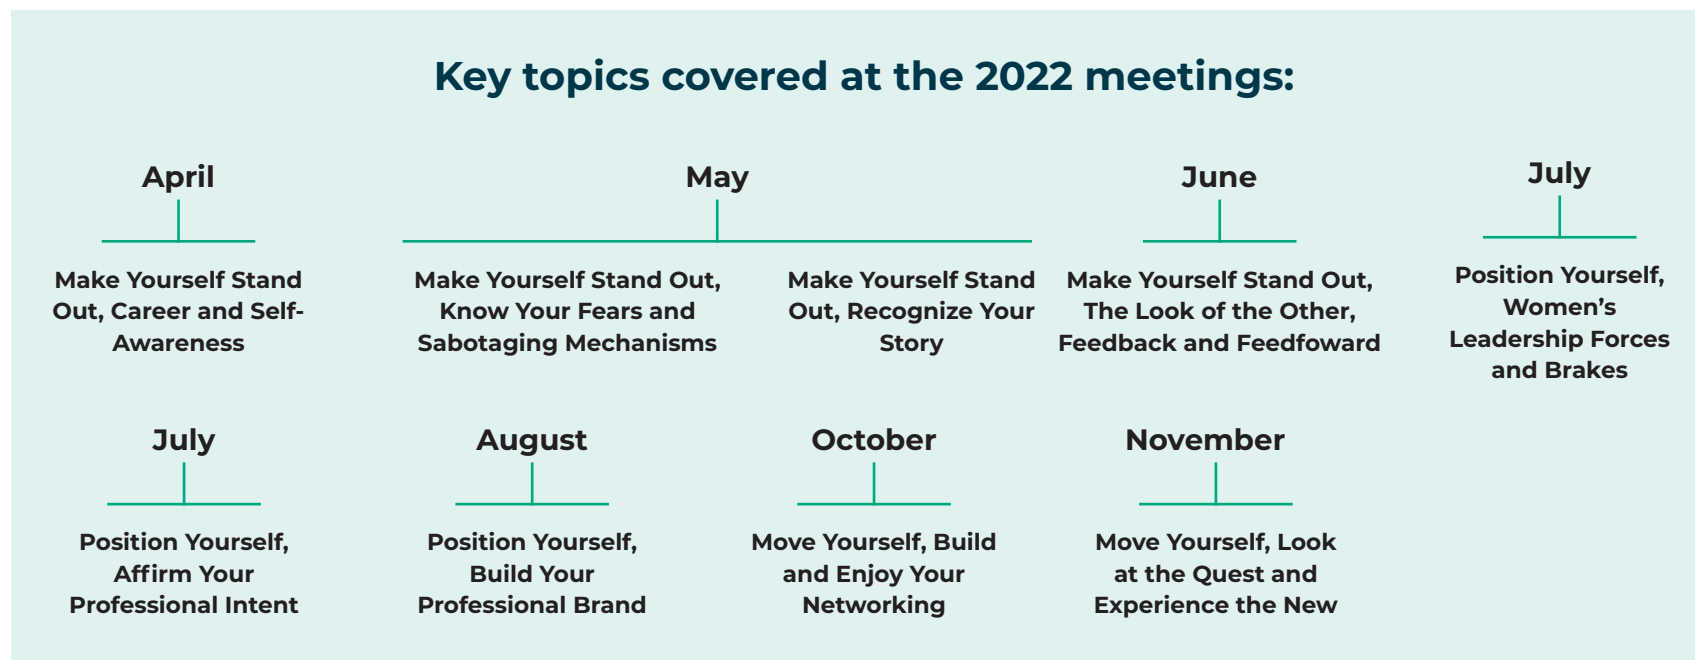 Key topics covered at the 2022 meetings:
April
Make Yourself Stand
Out, Career and Self-
Awareness
May
Make Yourself Stand Out,
Know Your Fears and
Sabotaging Mechanisms
Make Yourself Stand
Out, Recognize Your
Story
June
Make Yourself Stand Out,
The Look of the Other,
Feedback and Feedfoward
July
Position Yourself,
Women’s
Leadership Forces
and Brakes
July
Position Yourself,
Affirm Your
Professional Intent
August
Position Yourself,
Build Your
Professional Brand
October
Move Yourself, Build
and Enjoy Your
Networking
November
Move Yourself, Look
at the Quest and
Experience the New